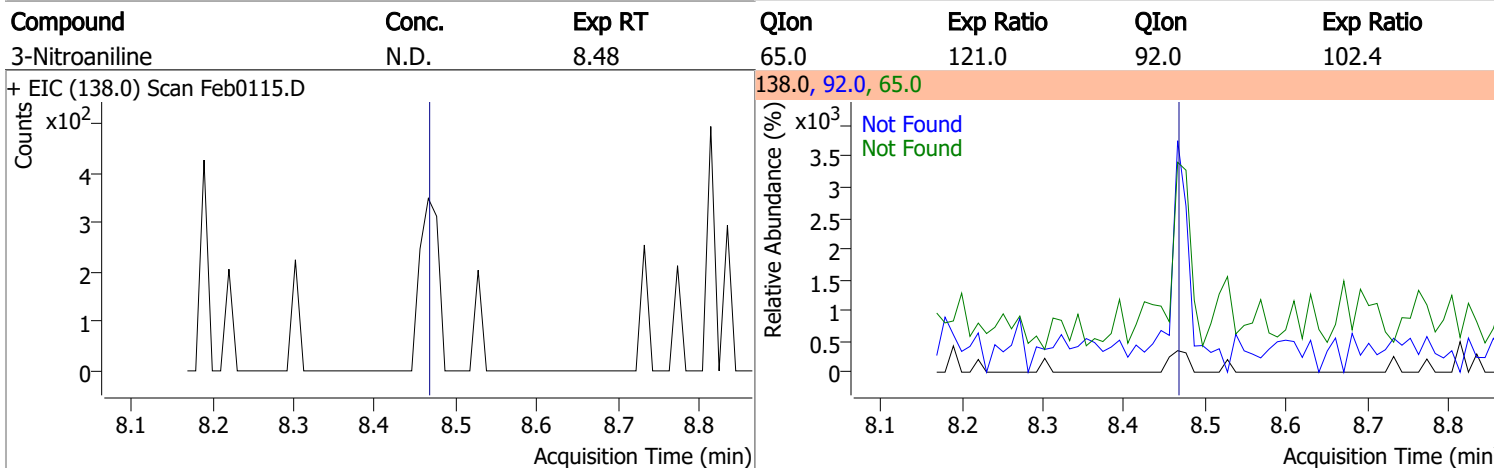 Compound Conc. Exp RT QIon Exp Ratio QIon Exp Ratio
3-Nitroaniline N.D. 8.48 65.0 121.0 92.0 102.4
+ EIC (138.0) Scan Feb0115.D
x10²
Counts
4
3
2
1
0
8.1 8.2 8.3 8.4 8.5 8.6 8.7 8.8
Acquisition Time (min)
138.0, 92.0, 65.0
x10³
Relative Abundance (%)
Not Found
Not Found
3.5
3
2.5
2
1.5
1
0.5
0
8.1 8.2 8.3 8.4 8.5 8.6 8.7 8.8
Acquisition Time (min